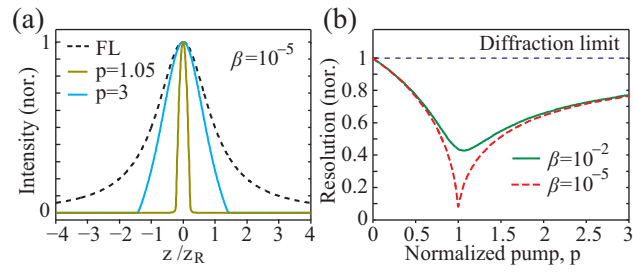 (a)
Intensity (nor.)
1
0
FL
p=1.05
p=3
β=10⁻⁵
−4 −3 −2 −1 0 1 2 3 4
z/z_R
(b)
Resolution (nor.)
1
0.8
0.6
0.4
0.2
0
Diffraction limit
β=10⁻²
β=10⁻⁵
0 0.5 1 1.5 2 2.5 3
Normalized pump, p